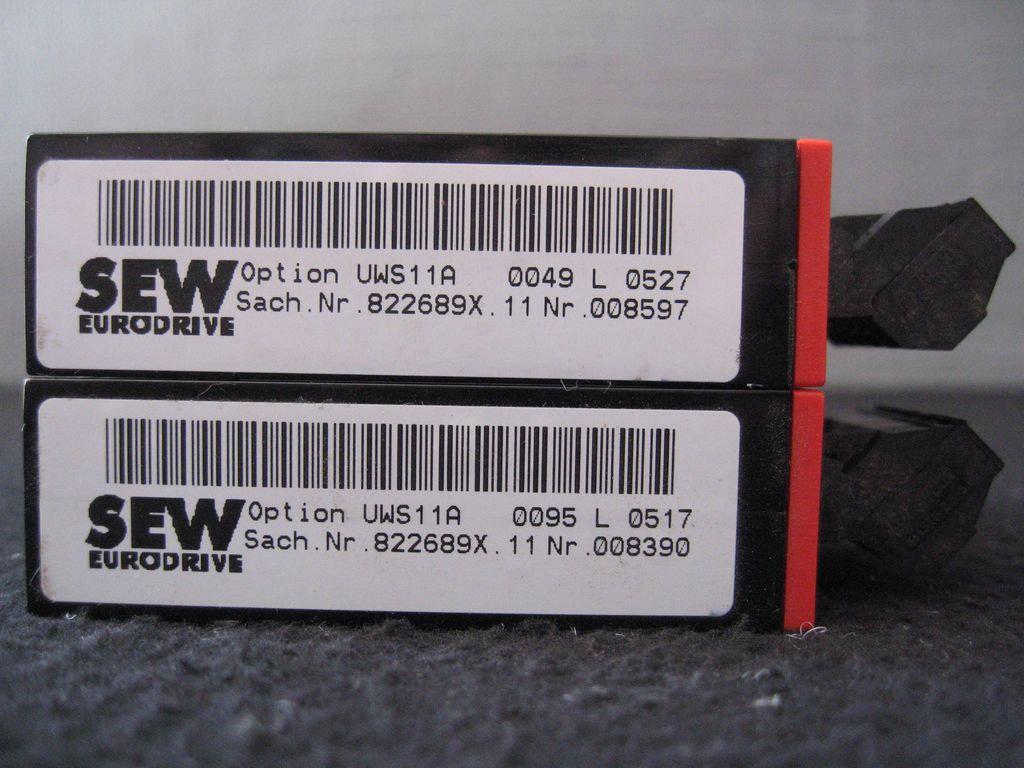 SEW
EURODRIVE
Option UWS11A 0049 L 0527
Sach.Nr.822689X.11 Nr.008597
SEW
EURODRIVE
Option UWS11A 0095 L 0517
Sach.Nr.822689X.11 Nr.008390